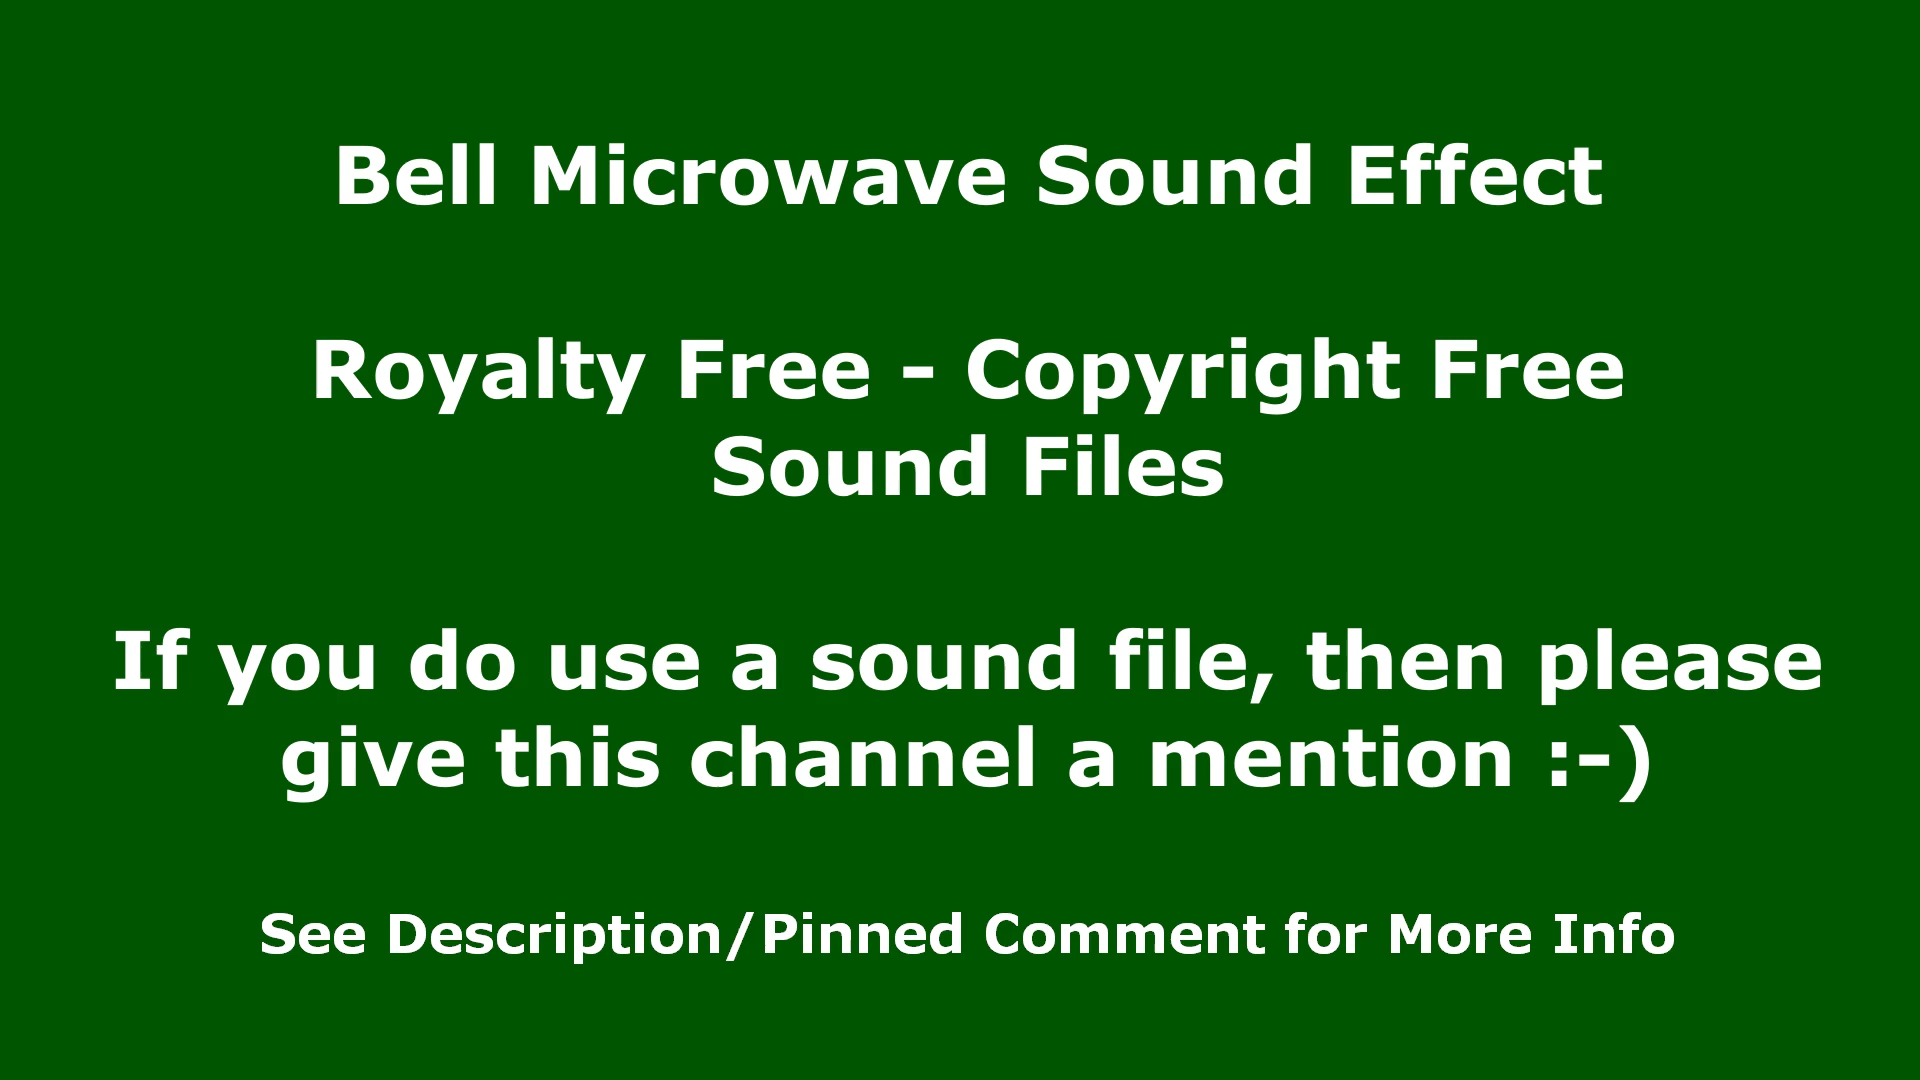 Bell Microwave Sound Effect
Royalty Free - Copyright Free
Sound Files
If you do use a sound file, then please
give this channel a mention :-)
See Description/Pinned Comment for More Info